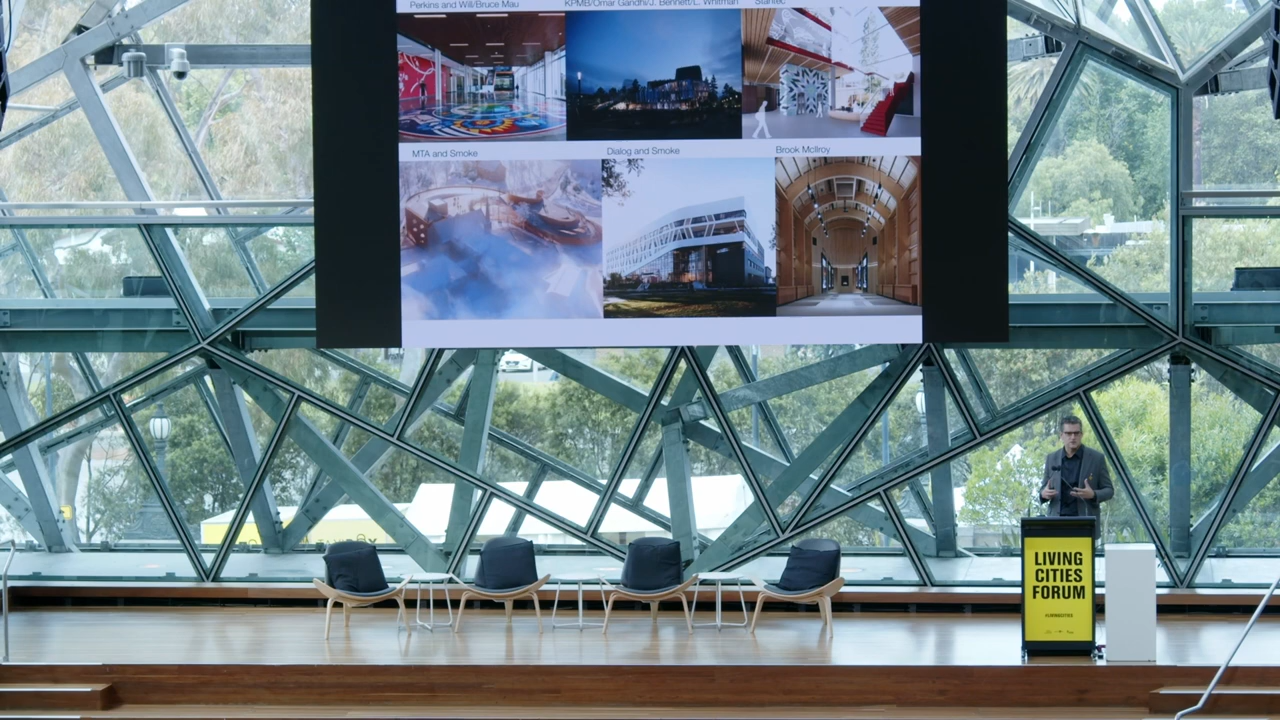 Perkins and Will/Bruce Mau
KPMB/Omar Gandhi/J. Bennett/L. Whitman
Stantec
MTA and Smoke
Dialog and Smoke
Brook McIlroy
LIVING
CITIES
FORUM
#LIVINGCITIES